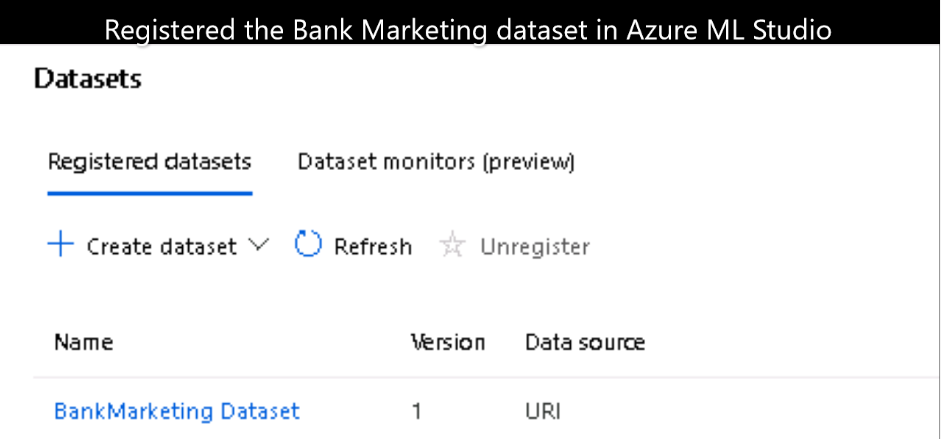 Registered the Bank Marketing dataset in Azure ML Studio
Datasets
Registered datasets Dataset monitors (preview)
Create dataset Refresh Unregister
Name Version Data source
BankMarketing Dataset 1 URI